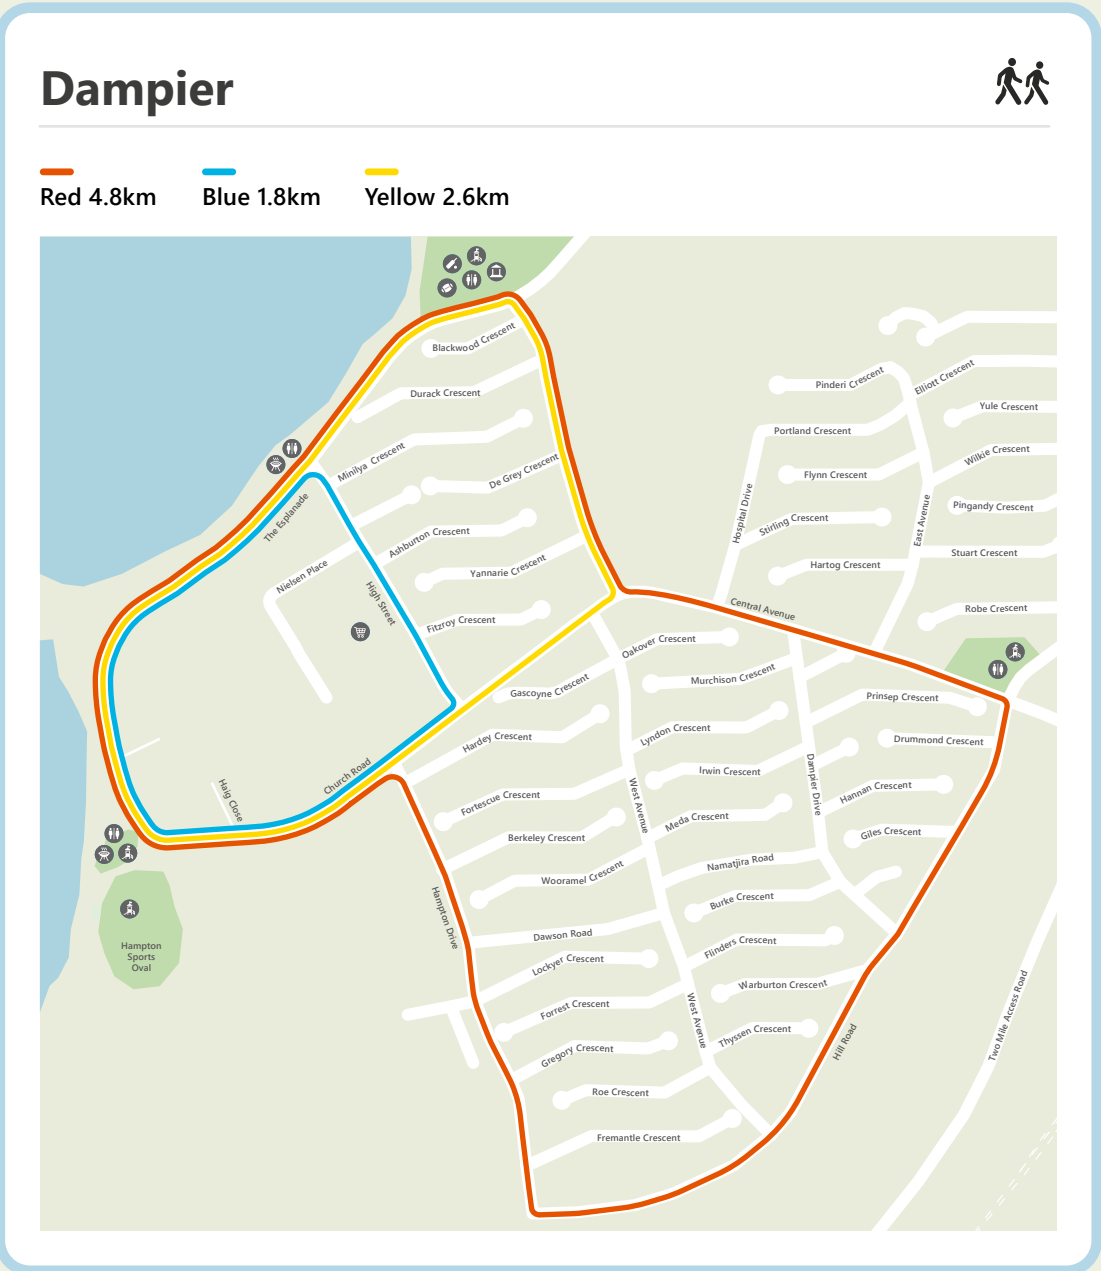 Dampier
Red 4.8km
Blue 1.8km
Yellow 2.6km
Blackwood Crescent
Durack Crescent
Minilya Crescent
De Grey Crescent
The Esplanade
Ashburton Crescent
Yannarie Crescent
Nielsen Place
High Street
Fitzroy Crescent
Pinderi Crescent
Elliott Crescent
Yule Crescent
Portland Crescent
Wilkie Crescent
Flynn Crescent
Hospital Drive
Stirling Crescent
East Avenue
Pingandy Crescent
Stuart Crescent
Hartog Crescent
Central Avenue
Robe Crescent
Oakover Crescent
Murchison Crescent
Gascoyne Crescent
Prinsep Crescent
Hardey Crescent
Lyndon Crescent
Drummond Crescent
Church Road
Haig Close
Irwin Crescent
Dampier Drive
Hannan Crescent
Fortescue Crescent
West Avenue
Meda Crescent
Giles Crescent
Berkeley Crescent
Namatjira Road
Wooramel Crescent
Burke Crescent
Hampton Drive
Dawson Road
Flinders Crescent
Hampton
Sports
Oval
Lockyer Crescent
Warburton Crescent
Forrest Crescent
West Avenue
Thyssen Crescent
Hill Road
Two Mile Access Road
Gregory Crescent
Roe Crescent
Fremantle Crescent